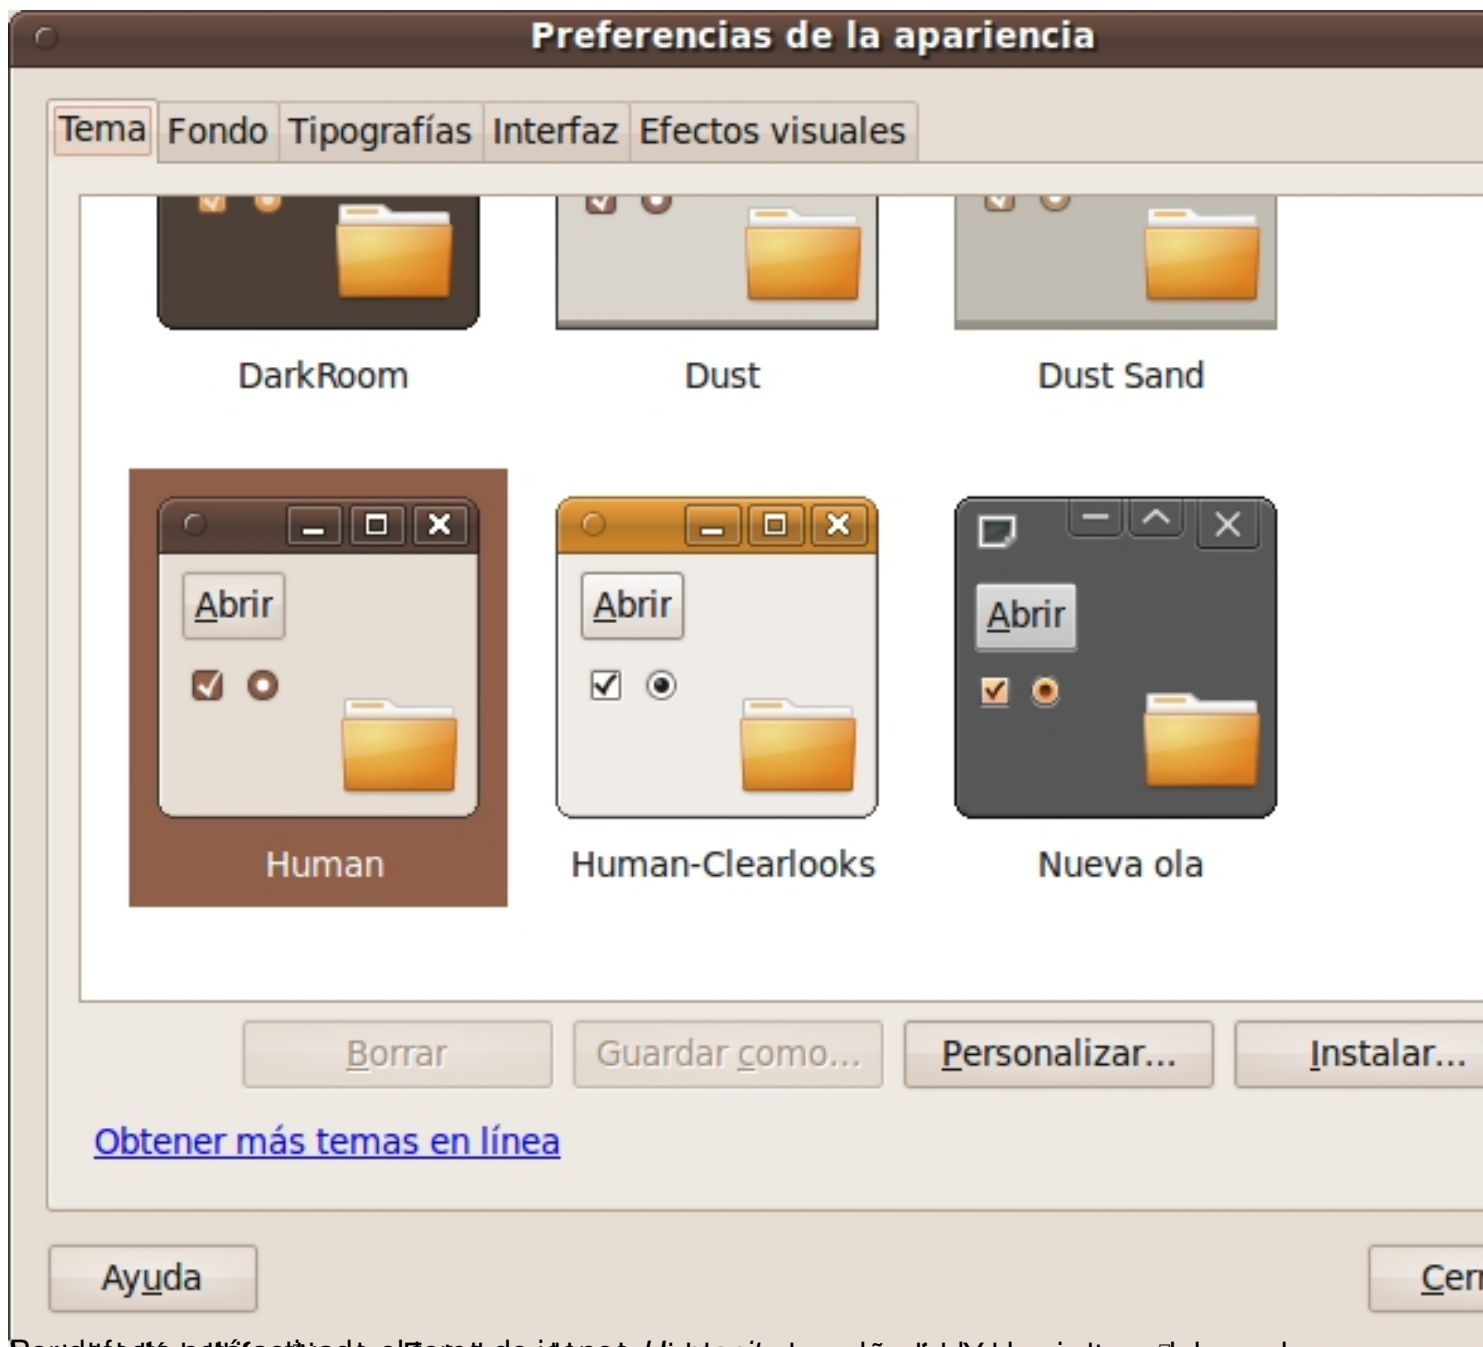 Preferencias de la apariencia
Tema Fondo Tipografías Interfaz Efectos visuales
DarkRoom Dust Dust Sand
Abrir Abrir Abrir
Human Human-Clearlooks Nueva ola
Borrar Guardar como... Personalizar... Instalar...
Obtener más temas en línea
Ayuda Cerr